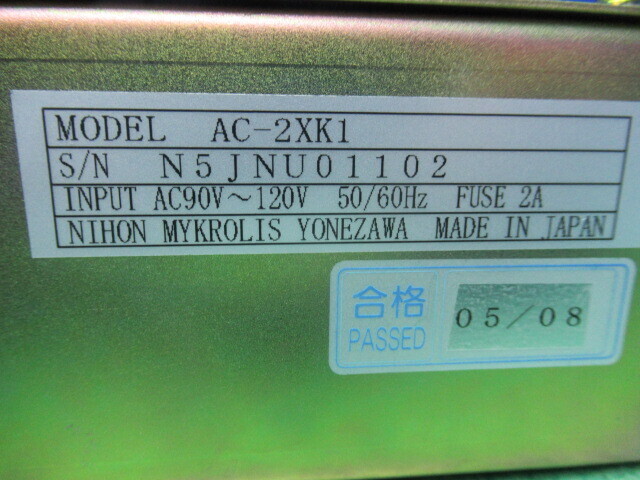 MODEL AC-2XK1
S/N N5JNU01102
INPUT AC90V～120V 50/60Hz FUSE 2A
NIHON MYKROLIS YONEZAWA MADE IN JAPAN
合格
PASSED
05/08